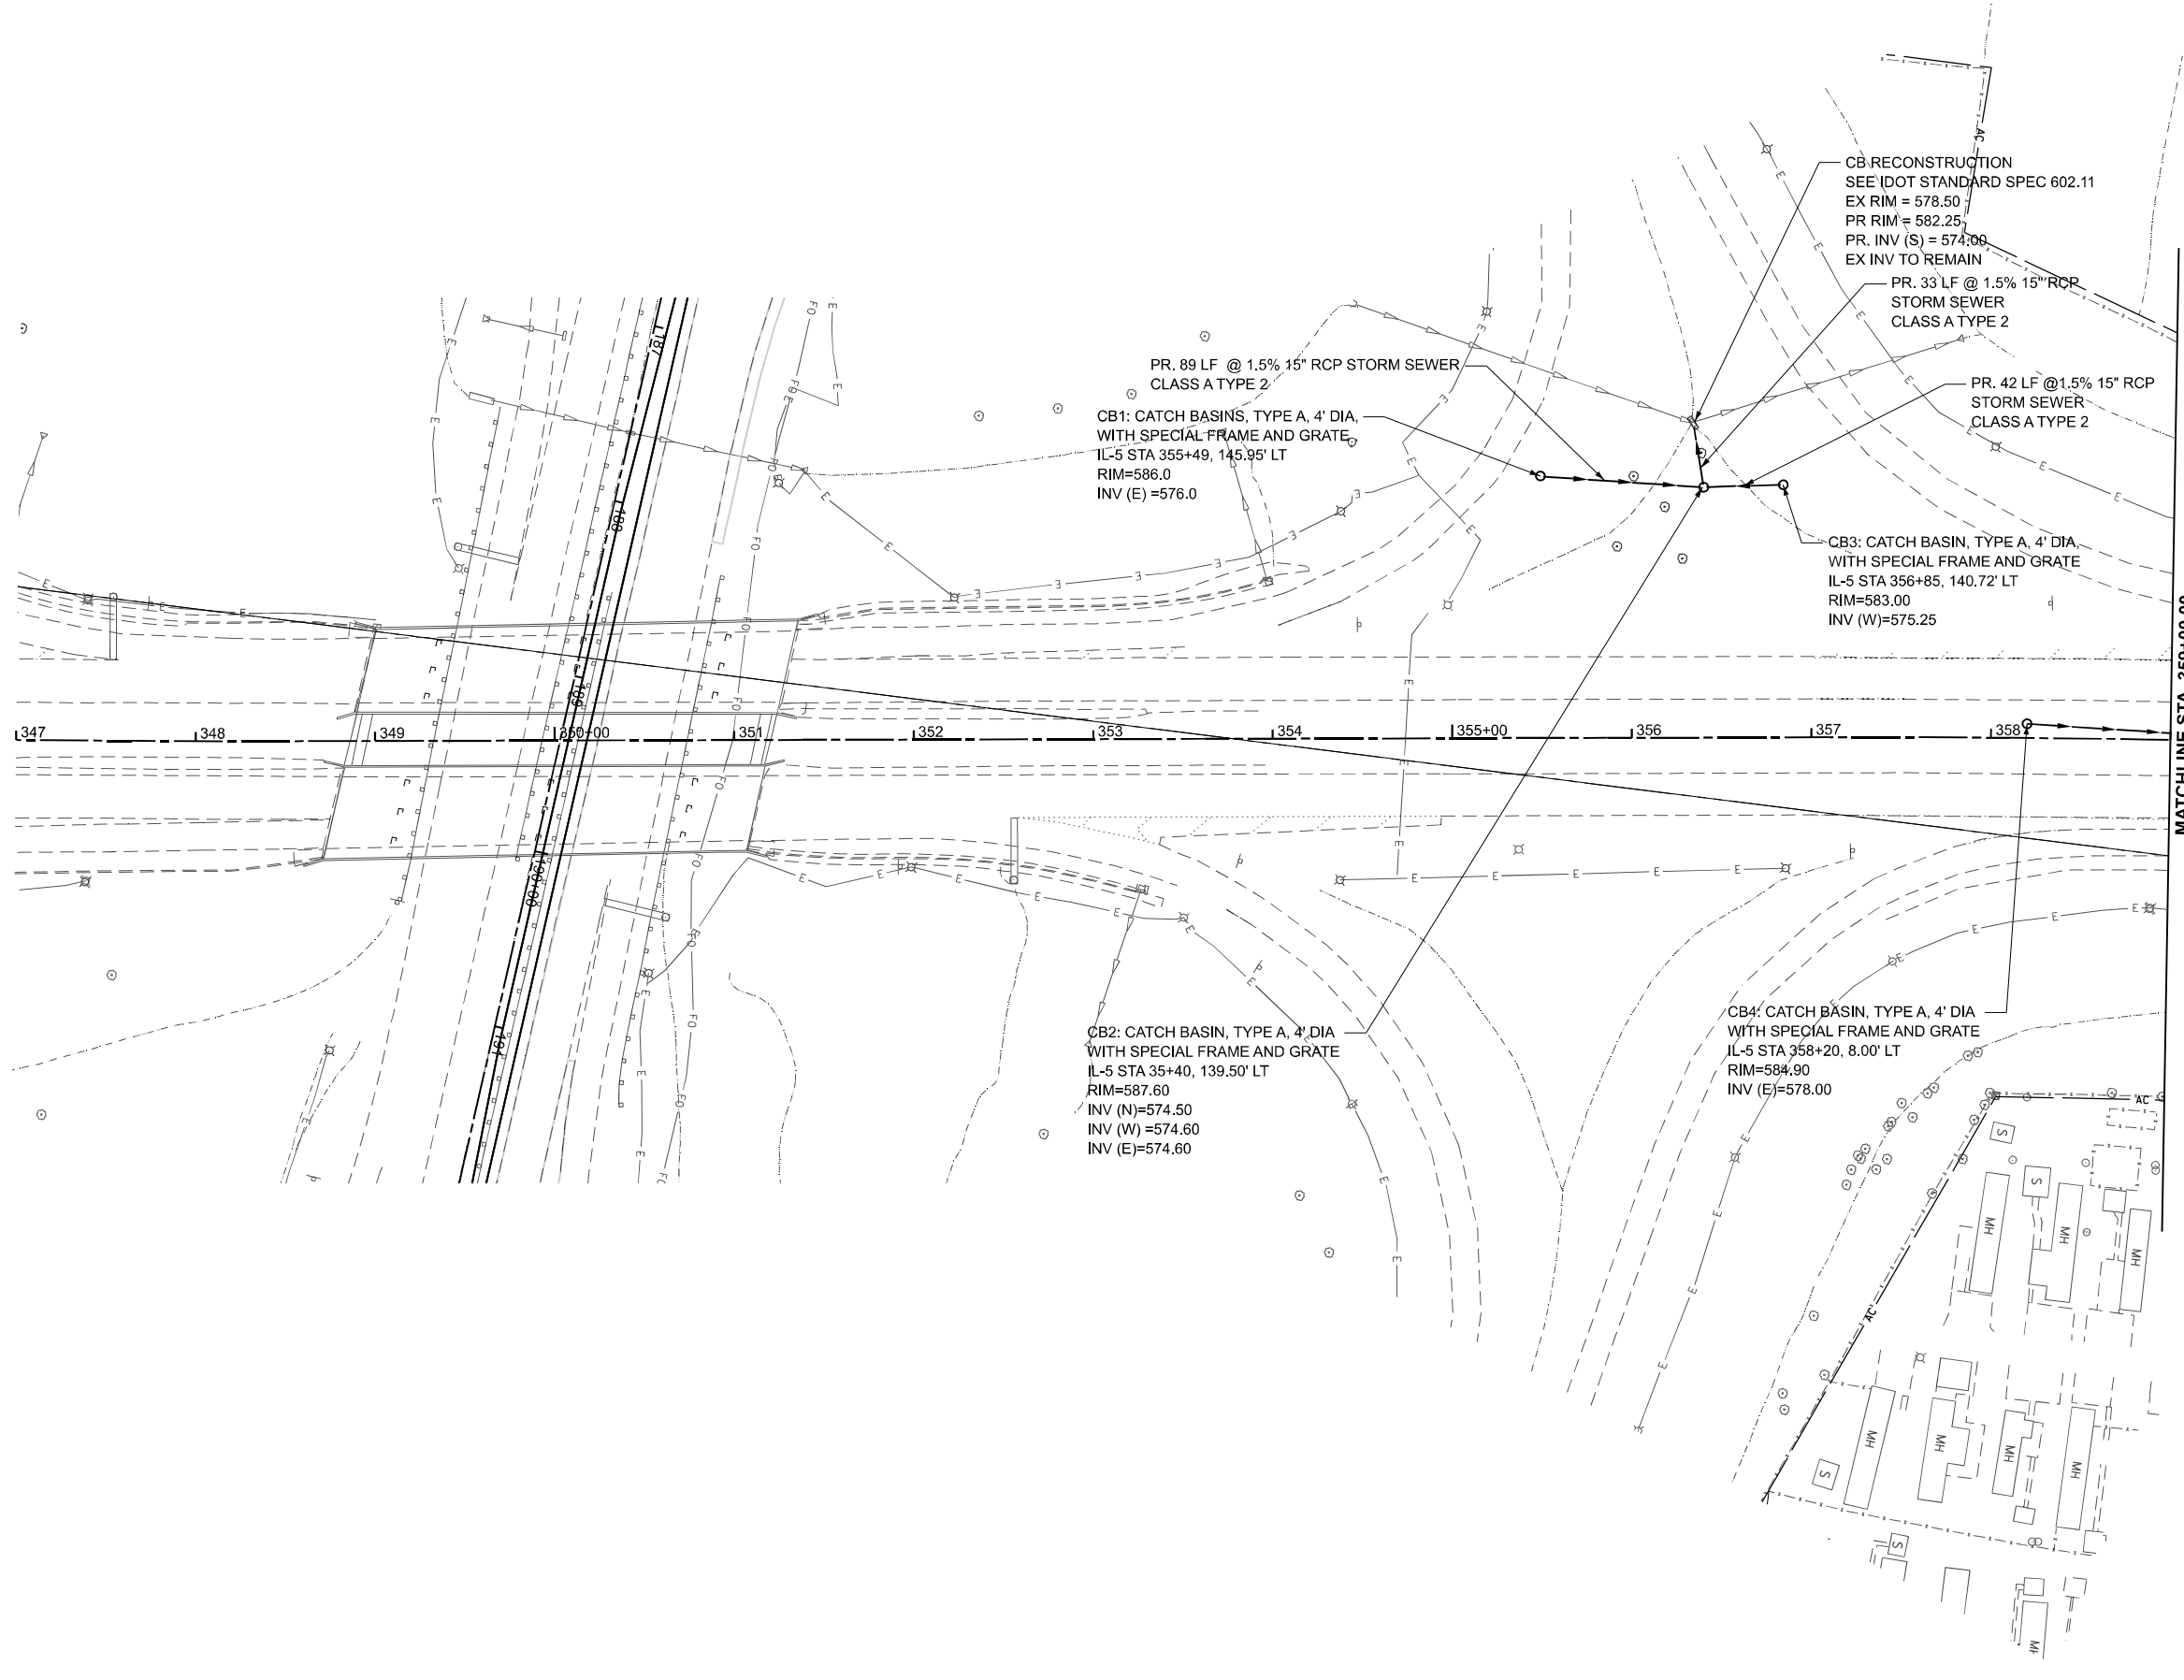 CB RECONSTRUCTION
SEE IDOT STANDARD SPEC 602.11
EX RIM = 578.50
PR RIM = 582.25
PR. INV (S) = 574.00
EX INV TO REMAIN
PR. 33 LF @ 1.5% 15" RCP
STORM SEWER
CLASS A TYPE 2
PR. 89 LF @ 1.5% 15" RCP STORM SEWER
CLASS A TYPE 2
PR. 42 LF @1.5% 15" RCP
STORM SEWER
CLASS A TYPE 2
CB1: CATCH BASINS, TYPE A, 4' DIA,
WITH SPECIAL FRAME AND GRATE
IL-5 STA 355+49, 145.95' LT
RIM=586.0
INV (E) =576.0
CB3: CATCH BASIN, TYPE A, 4' DIA,
WITH SPECIAL FRAME AND GRATE
IL-5 STA 356+85, 140.72' LT
RIM=583.00
INV (W)=575.25
347
348
349
350+00
351
352
353
354
355+00
356
357
358
L187
L188
L189
L190+00
L191
CB2: CATCH BASIN, TYPE A, 4' DIA
WITH SPECIAL FRAME AND GRATE
IL-5 STA 35+40, 139.50' LT
RIM=587.60
INV (N)=574.50
INV (W) =574.60
INV (E)=574.60
CB4: CATCH BASIN, TYPE A, 4' DIA
WITH SPECIAL FRAME AND GRATE
IL-5 STA 358+20, 8.00' LT
RIM=584.90
INV (E)=578.00
AC
AC
AC
E
FO
S
S
S
S
MH
MH
MH
MH
MH
MH
MH
MATCHLINE STA.